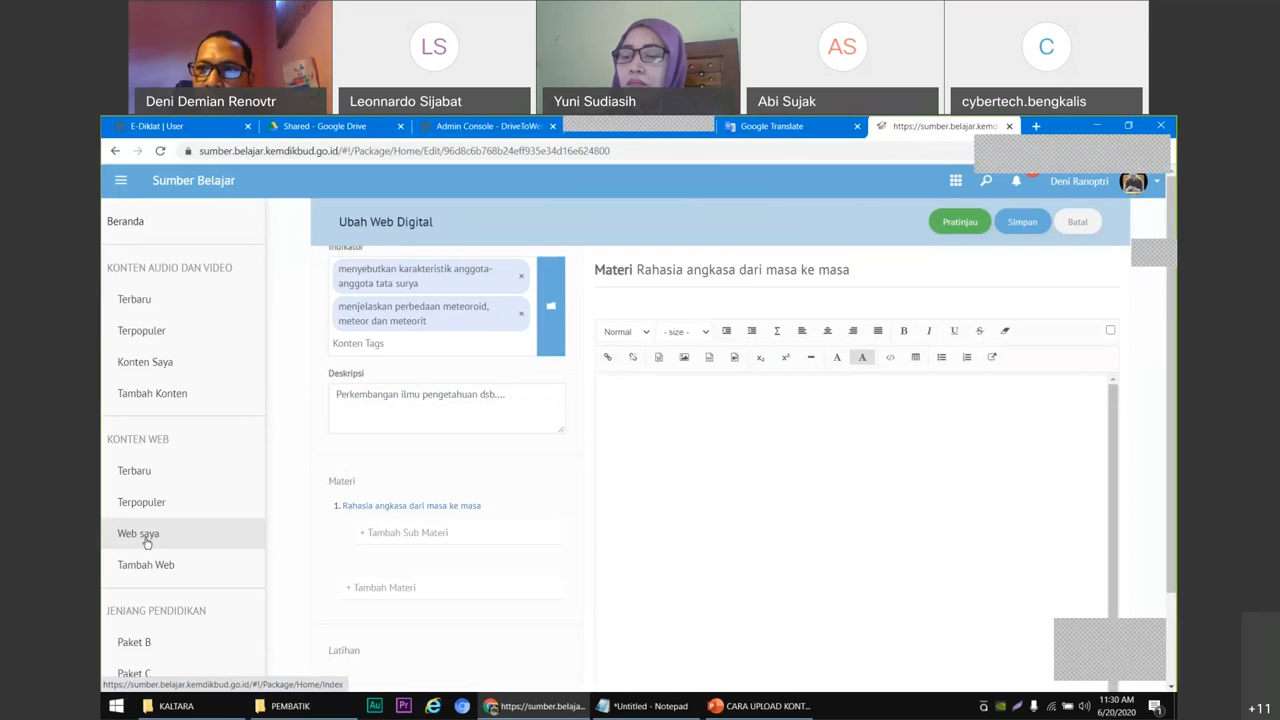 LS
AS
C
Deni Demian Renovtr
Leonnardo Sijabat
Yuni Sudiasih
Abi Sujak
cybertech.bengkalis
E-Diklat | User
Shared - Google Drive
Admin Console - DriveToWeb
Google Translate
https://sumber.belajar.kemd
sumber.belajar.kemdikbud.go.id/#!/Package/Home/Edit/96d8c6b768b24eff935e34d16e624800
Sumber Belajar
Deni Ranoptri
Beranda
KONTEN AUDIO DAN VIDEO
Terbaru
Terpopuler
Konten Saya
Tambah Konten
KONTEN WEB
Terbaru
Terpopuler
Web saya
Tambah Web
JENJANG PENDIDIKAN
Paket B
Paket C
https://sumber.belajar.kemdikbud.go.id/#!/Package/Home/Index
Ubah Web Digital
Pratinjau
Simpan
Batal
Indikator
menyebutkan karakteristik anggota-
anggota tata surya
menjelaskan perbedaan meteoroid,
meteor dan meteorit
Konten Tags
Deskripsi
Perkembangan ilmu pengetahuan dsb....
Materi
1. Rahasia angkasa dari masa ke masa
+ Tambah Sub Materi
+ Tambah Materi
Latihan
Materi Rahasia angkasa dari masa ke masa
Normal
- size -
KALTARA
PEMBATIK
https://sumber.belaja...
*Untitled - Notepad
CARA UPLOAD KONT...
11:30 AM
6/20/2020
+11